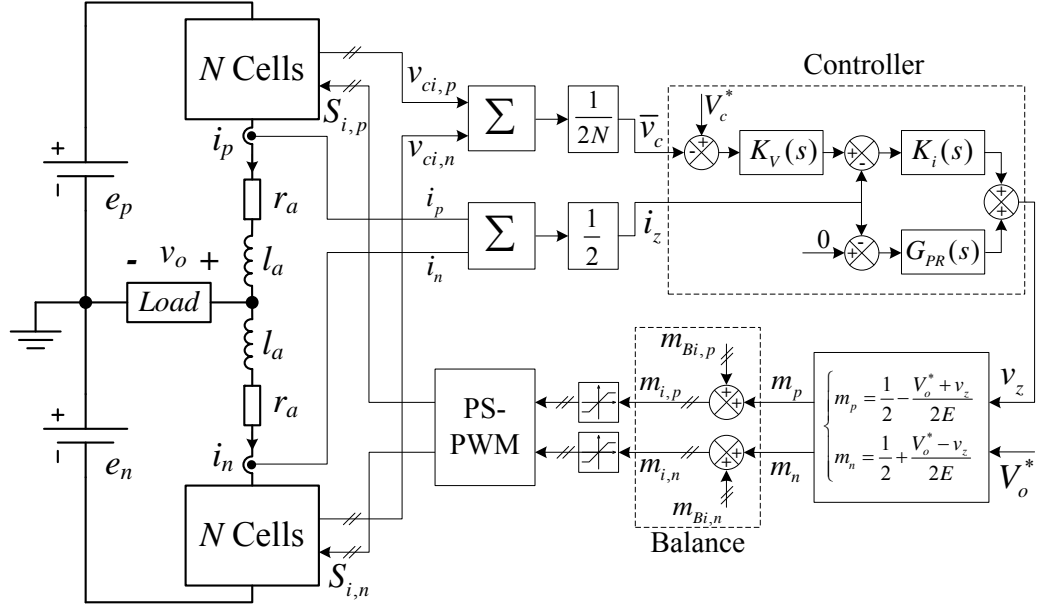 Controller
N Cells
v_{ci,p}
S_{i,p}
v_{ci,n}
∑
1/2N
\overline{v}_c
V_c^*
-
K_V(s)
+
-
K_i(s)
+
+
i_p
+
-
e_p
r_a
l_a
i_p
i_n
∑
1/2
i_z
0
+
-
G_{PR}(s)
- v_o +
Load
l_a
r_a
+
-
e_n
i_n
N Cells
S_{i,n}
PS-
PWM
m_{Bi,p}
m_{i,p}
+
+
m_p
m_{i,n}
+
+
m_n
m_{Bi,n}
Balance
m_p = 1/2 - (V_o^* + v_z)/2E
m_n = 1/2 + (V_o^* - v_z)/2E
v_z
V_o^*